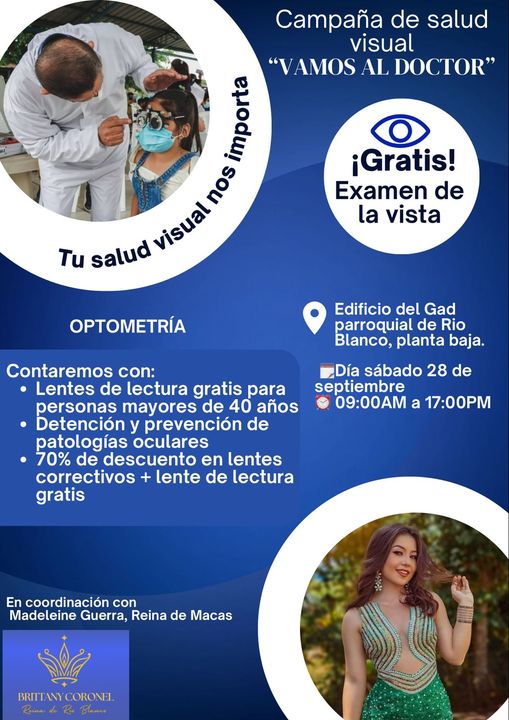 Campaña de salud
visual
“VAMOS AL DOCTOR”
¡Gratis!
Examen de
la vista
Tu salud visual nos importa
OPTOMETRÍA
Edificio del Gad
parroquial de Rio
Blanco, planta baja.
Día sábado 28 de
septiembre
09:00AM a 17:00PM
Contaremos con:
• Lentes de lectura gratis para
personas mayores de 40 años
• Detención y prevención de
patologías oculares
• 70% de descuento en lentes
correctivos + lente de lectura
gratis
En coordinación con
Madeleine Guerra, Reina de Macas
BRITTANY CORONEL
Reina de Rio Blanco